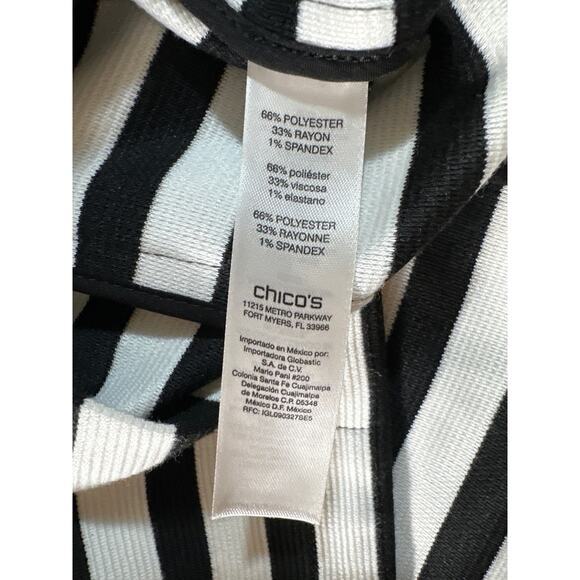 66% POLYESTER
33% RAYON
1% SPANDEX
66% poliéster
33% viscosa
1% elastano
66% POLYESTER
33% RAYONNE
1% SPANDEX
chico's
11215 METRO PARKWAY
FORT MYERS, FL 33966
Importado en México por:
Importadora Globastic
S.A. de C.V.
Mario Pani #200
Colonia Santa Fe Cuajimalpa
Delegación Cuajimalpa
de Morelos C.P. 05348
México D.F. México
RFC: IGL090327SE5